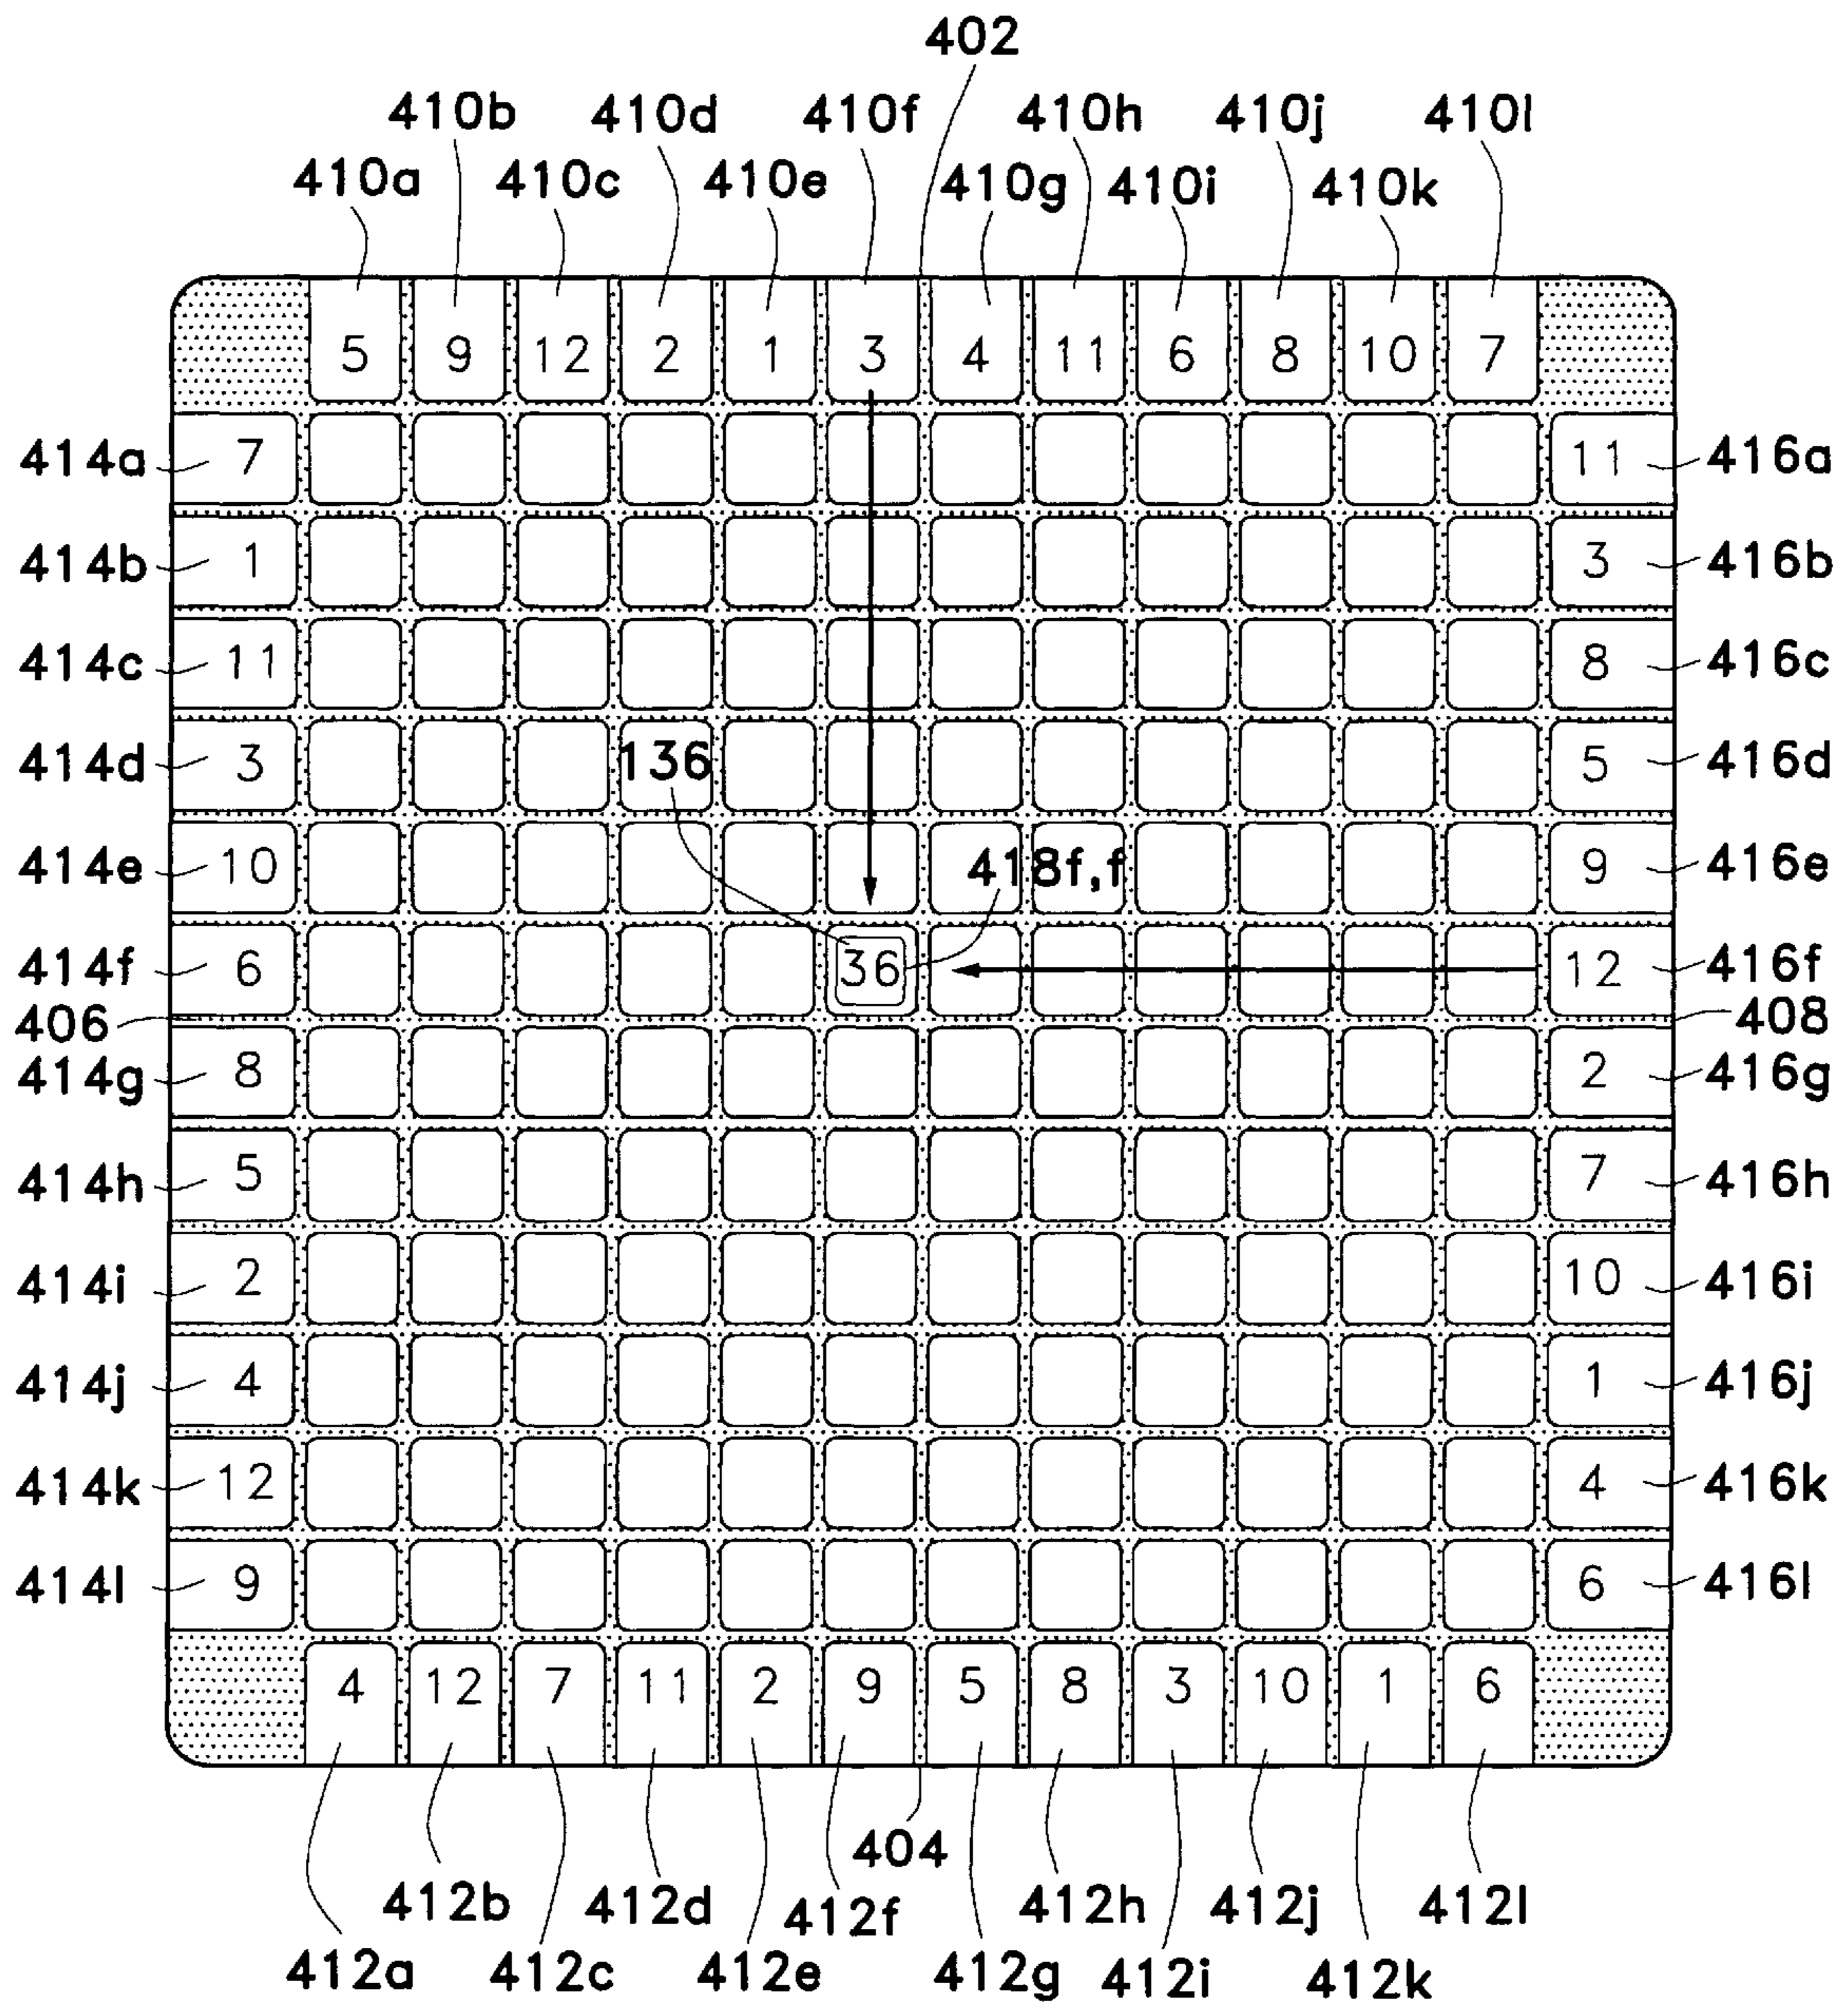 402
410b 410d 410f 410h 410j 410l
410a 410c 410e 410g 410i 410k
5 9 12 2 1 3 4 11 6 8 10 7
414a 7 11 416a
414b 1 3 416b
414c 11 8 416c
414d 3 136 5 416d
414e 10 418f,f 9 416e
414f 6 36 12 416f
406 408
414g 8 2 416g
414h 5 7 416h
414i 2 10 416i
414j 4 1 416j
414k 12 4 416k
414l 9 6 416l
4 12 7 11 2 9 5 8 3 10 1 6
404
412b 412d 412f 412h 412j 412l
412a 412c 412e 412g 412i 412k